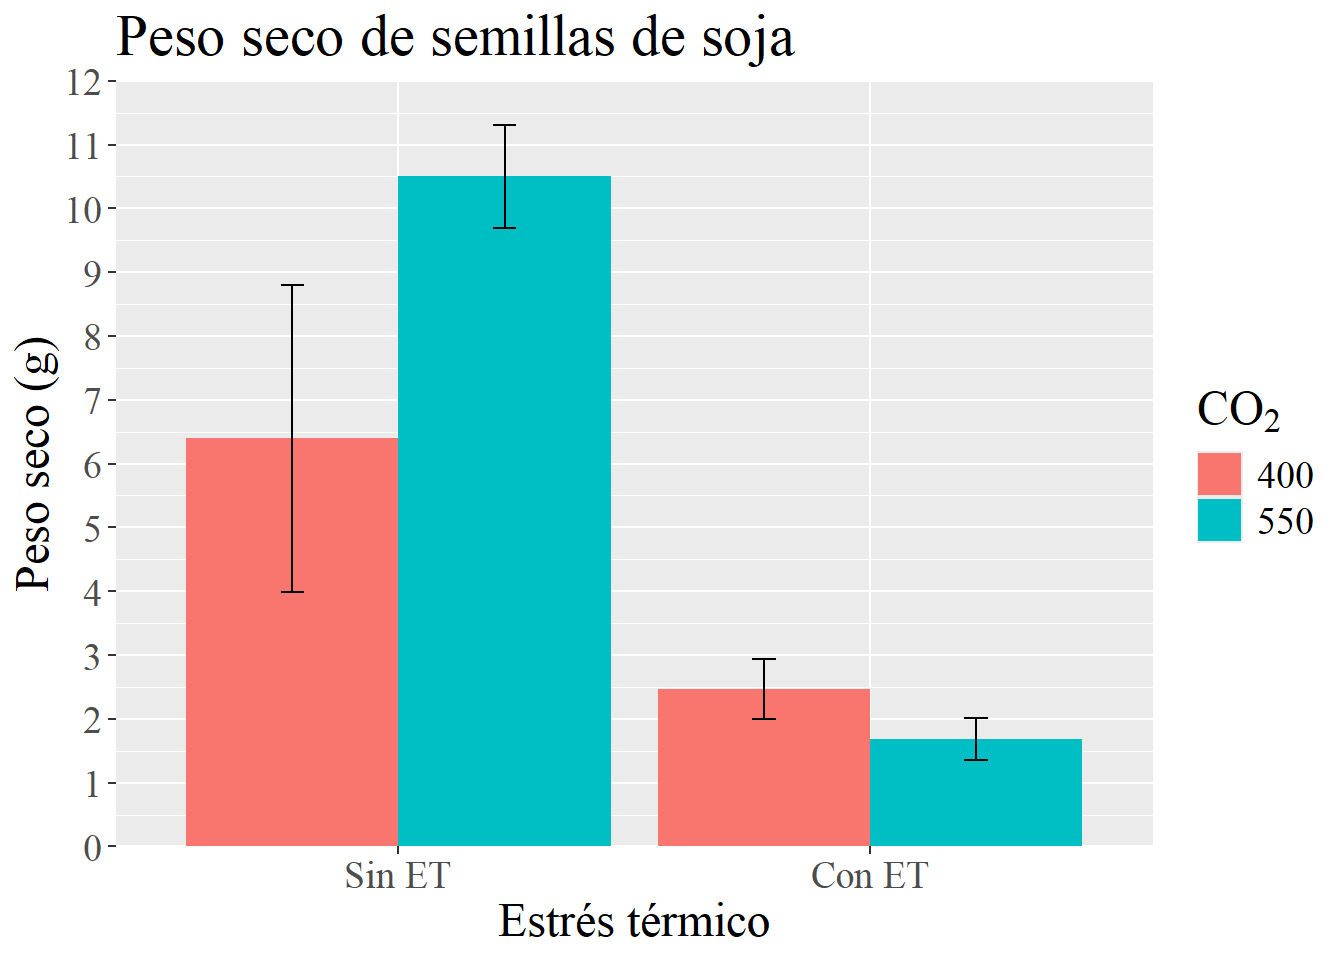 Peso seco de semillas de soja
12
11
10
9
8
7
6
5
4
3
2
1
0
Peso seco (g)
Sin ET
Con ET
Estrés térmico
CO₂
400
550